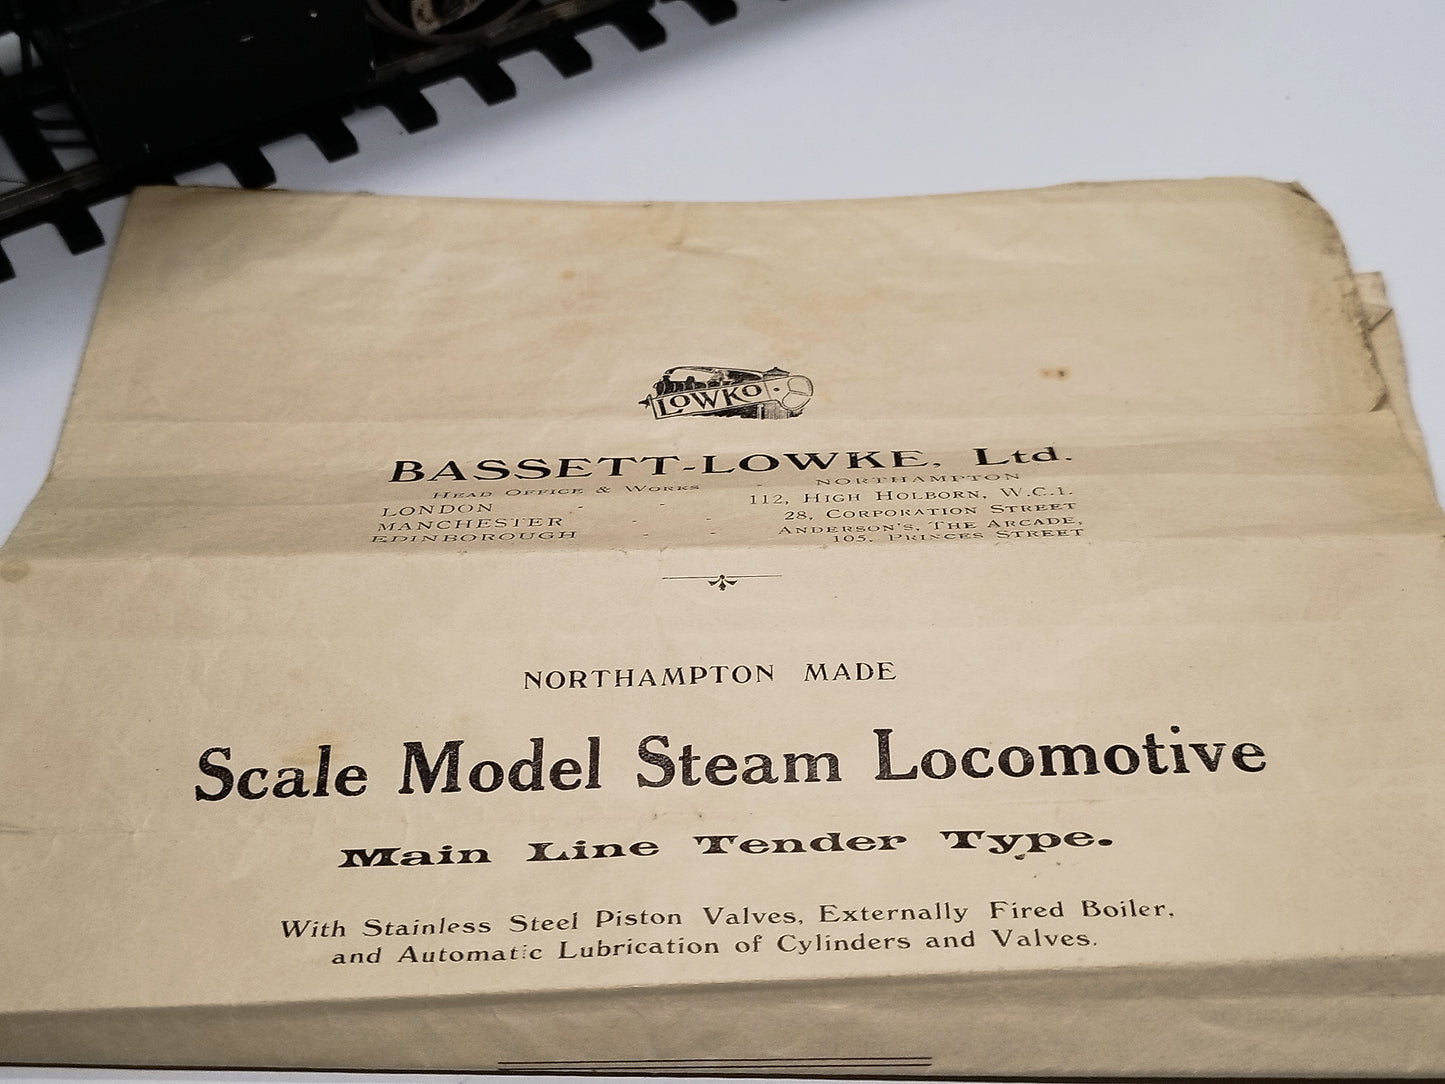 LOWKO
BASSETT-LOWKE, Ltd.
HEAD OFFICE & WORKS - NORTHAMPTON
LONDON - - 112, HIGH HOLBORN, W.C.1.
MANCHESTER - - 28, CORPORATION STREET
EDINBOROUGH - - ANDERSON'S, THE ARCADE,
105, PRINCES STREET
NORTHAMPTON MADE
Scale Model Steam Locomotive
Main Line Tender Type.
With Stainless Steel Piston Valves, Externally Fired Boiler,
and Automatic Lubrication of Cylinders and Valves.